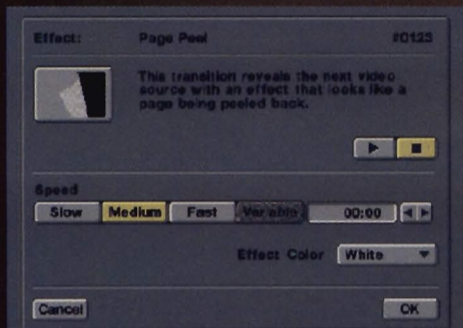 Effect: Page Peel #0123
This transition reveals the next video
source with an effect that looks like a
page being peeled back.
Speed
Slow Medium Fast Variable 00:00
Effect Color White
Cancel OK